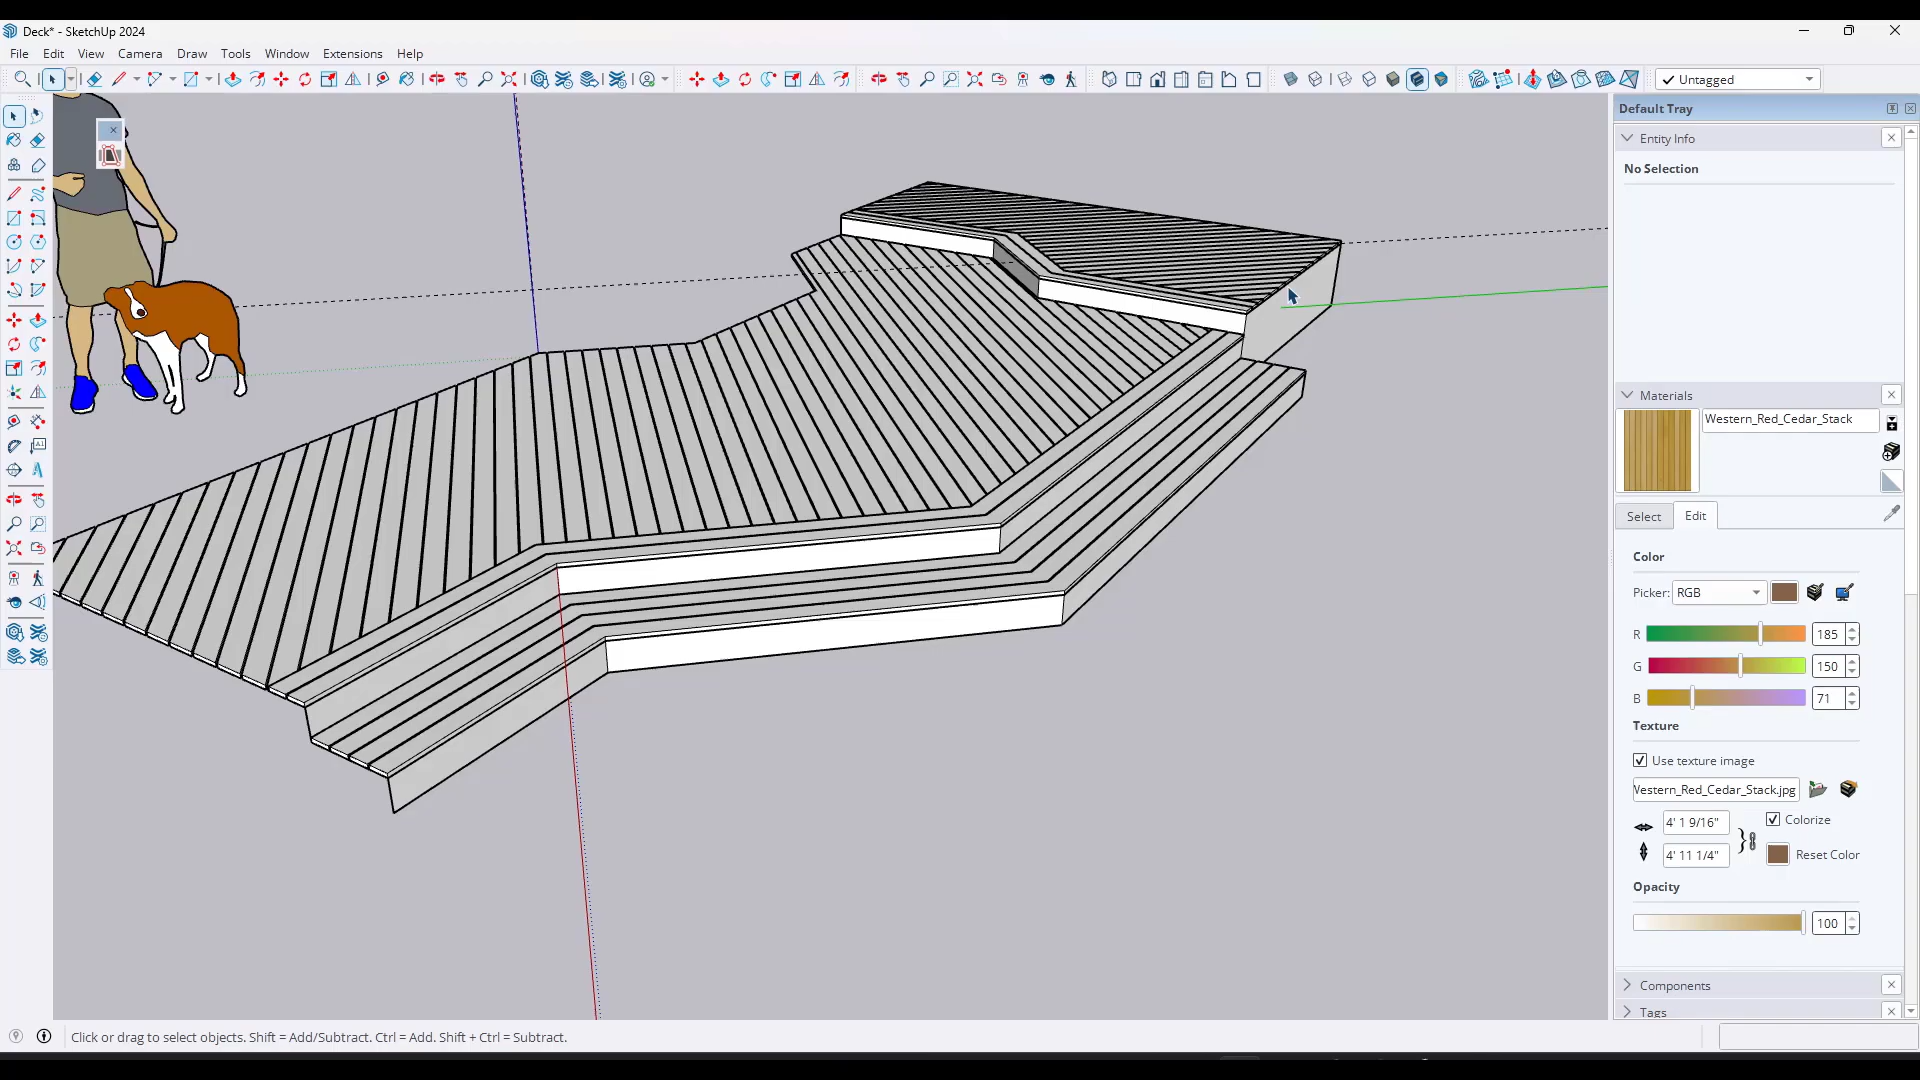 Deck* - SketchUp 2024
File Edit View Camera Draw Tools Window Extensions Help
Untagged
Default Tray
Entity Info
No Selection
Materials
Western_Red_Cedar_Stack
Select Edit
Color
Picker: RGB
R 185
G 150
B 71
Texture
Use texture image
Western_Red_Cedar_Stack.jpg
4' 1 9/16" Colorize
4' 11 1/4" Reset Color
Opacity
100
Components
Tags
Click or drag to select objects. Shift = Add/Subtract. Ctrl = Add. Shift + Ctrl = Subtract.